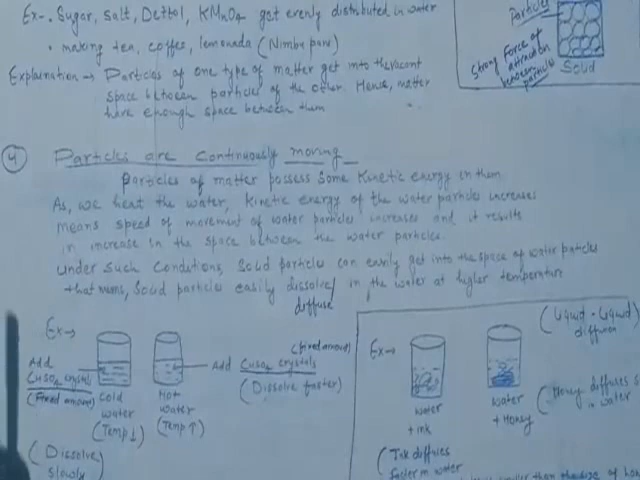 Ex-. Sugar, Salt, Dettol, KMnO4 get evenly distributed in water
• making tea, coffee, lemonade (Nimbu pani)
Explaination → Particles of one type of matter get into the vacant
space between particles of the other. Hence, matter
have enough space between them
Particles
Strong Force of
attraction
between
particle
Solid
4 Particles are continuously moving
Particles of matter possess some Kinetic energy in them
As, we heat the water, kinetic energy of the water particles increases
means speed of movement of water particles increases and it results
in increase in the space between the water particles.
Under such conditions, Solid particle can easily get into the space of water particles
that means, Solid particle easily dissolve/ in the water at higher temperature
diffuse
Ex→
Add
CuSO4 crystal
(Fixed amount)
Cold
water
(Temp↓)
(Dissolve
slowly
Hot
water
(Temp↑)
(fixed amount)
Add CuSO4 crystals
(Dissolve faster)
Ex→
(Liquid - Liquid)
diffusion
water
+ ink
water
+ Honey
(Honey diffuses s
in water
(Ink diffuses
faster in water
than the size of